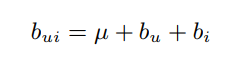 b_{ui} = μ + b_u + b_i